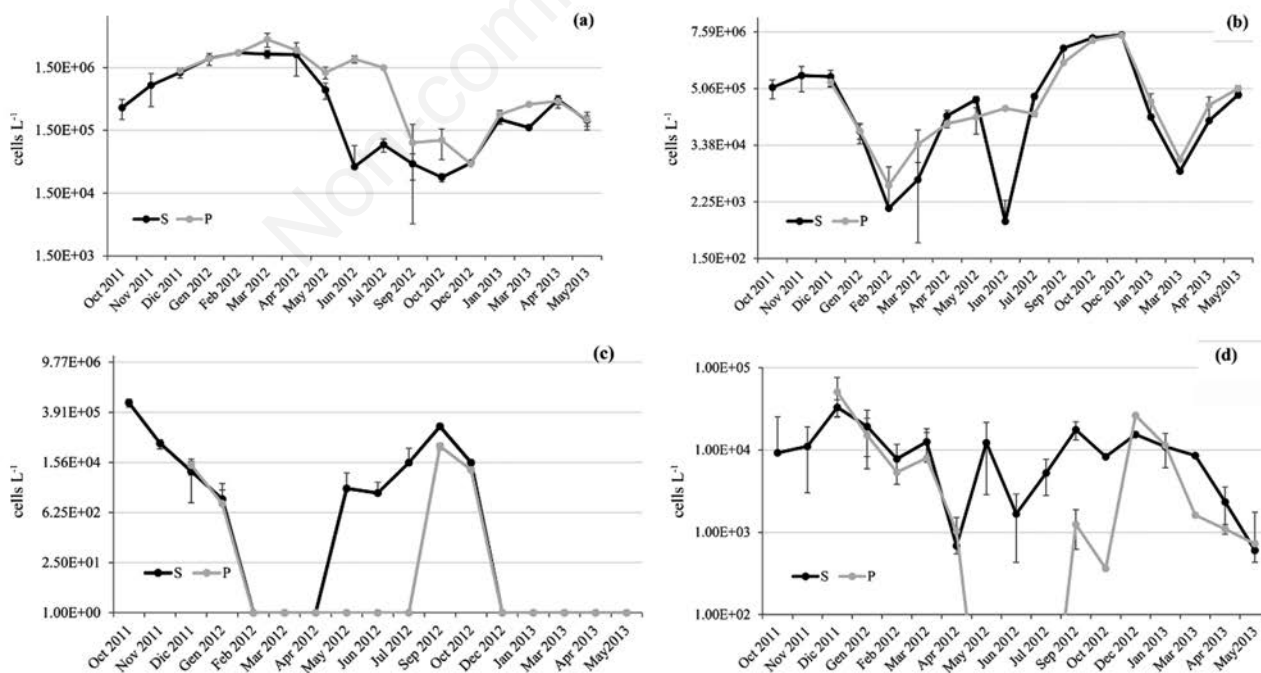 (a)
1.50E+06
1.50E+05
1.50E+04
1.50E+03
cells L-1
S P
Oct 2011 Nov 2011 Dic 2011 Gen 2012 Feb 2012 Mar 2012 Apr 2012 May 2012 Jun 2012 Jul 2012 Sep 2012 Oct 2012 Dec 2012 Jan 2013 Mar 2013 Apr 2013 May2013
(b)
7.59E+06
5.06E+05
3.38E+04
2.25E+03
1.50E+02
cells L-1
S P
Oct 2011 Nov 2011 Dic 2011 Gen 2012 Feb 2012 Mar 2012 Apr 2012 May 2012 Jun 2012 Jul 2012 Sep 2012 Oct 2012 Dec 2012 Jan 2013 Mar 2013 Apr 2013 May2013
(c)
9.77E+06
3.91E+05
1.56E+04
6.25E+02
2.50E+01
1.00E+00
cells L-1
S P
Oct 2011 Nov 2011 Dic 2011 Gen 2012 Feb 2012 Mar 2012 Apr 2012 May 2012 Jun 2012 Jul 2012 Sep 2012 Oct 2012 Dec 2012 Jan 2013 Mar 2013 Apr 2013 May2013
(d)
1.00E+05
1.00E+04
1.00E+03
1.00E+02
cells L-1
S P
Oct 2011 Nov 2011 Dic 2011 Gen 2012 Feb 2012 Mar 2012 Apr 2012 May 2012 Jun 2012 Jul 2012 Sep 2012 Oct 2012 Dec 2012 Jan 2013 Mar 2013 Apr 2013 May 2013